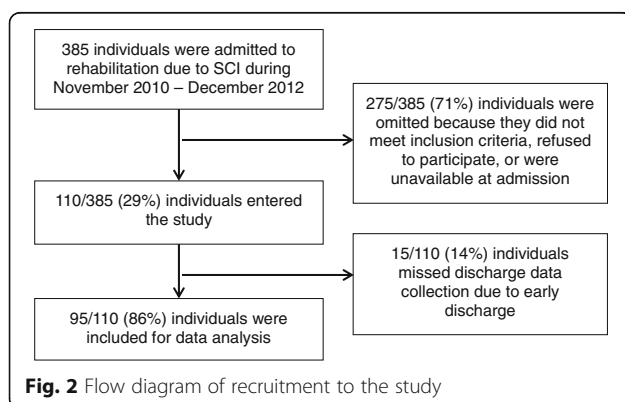 385 individuals were admitted to
rehabilitation due to SCI during
November 2010 – December 2012
275/385 (71%) individuals were
omitted because they did not
meet inclusion criteria, refused
to participate, or were
unavailable at admission
110/385 (29%) individuals entered
the study
15/110 (14%) individuals
missed discharge data
collection due to early
discharge
95/110 (86%) individuals were
included for data analysis
Fig. 2 Flow diagram of recruitment to the study